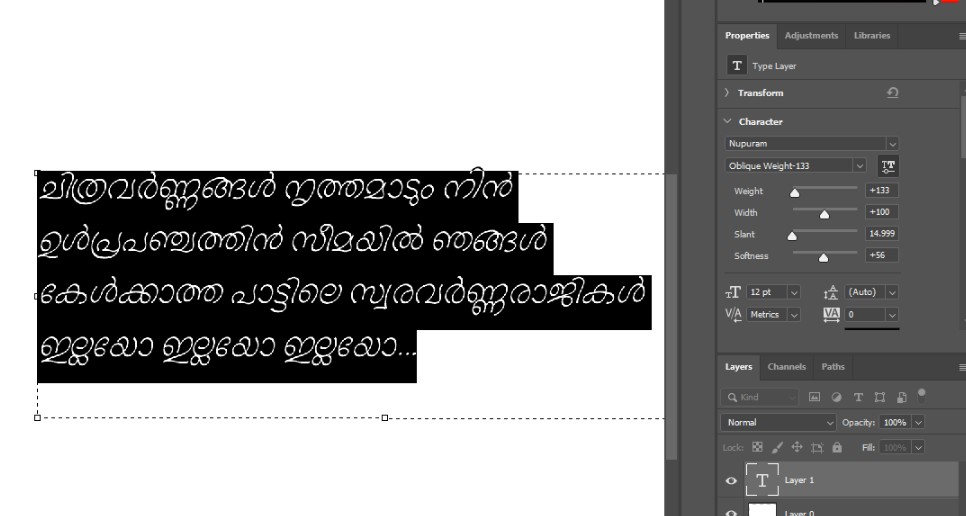 Properties Adjustments Libraries
Type Layer
Transform
Character
Nupuram
Oblique Weight-133
Weight +133
Width +100
Slant 14.999
Softness +56
12 pt (Auto)
Metrics 0
ചിത്രവർണ്ണങ്ങൾ നൃത്തമാടും നിൻ
ഉൾപ്രപഞ്ചത്തിൻ സീമയിൽ ഞങ്ങൾ
കേൾക്കാത്ത പാട്ടിലെ സ്വരവർണ്ണരാജികൾ
ഇല്ലയോ ഇല്ലയോ ഇല്ലയോ...
Layers Channels Paths
Kind
Normal Opacity: 100%
Lock: Fill: 100%
Layer 1
Layer 0